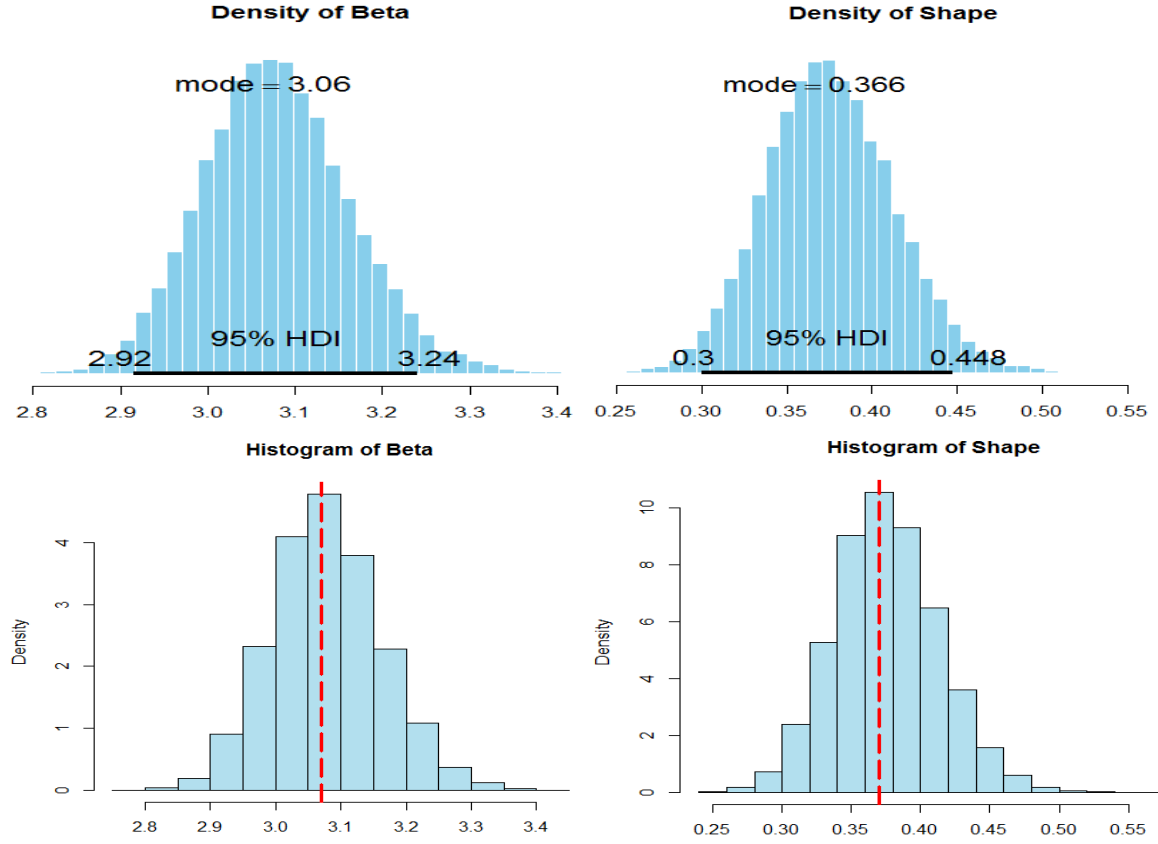 Density of Beta
mode = 3.06
95% HDI
2.92 3.24
2.8 2.9 3.0 3.1 3.2 3.3 3.4
Density of Shape
mode = 0.366
95% HDI
0.3 0.448
0.25 0.30 0.35 0.40 0.45 0.50 0.55
Histogram of Beta
Density
4
3
2
1
0
2.8 2.9 3.0 3.1 3.2 3.3 3.4
Histogram of Shape
Density
10
8
6
4
2
0
0.25 0.30 0.35 0.40 0.45 0.50 0.55